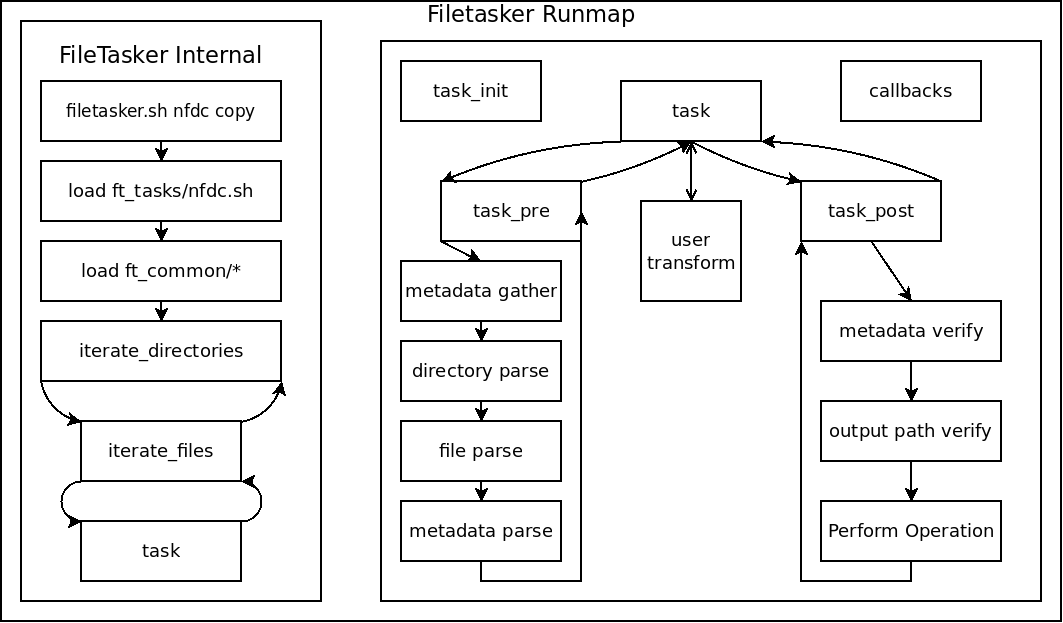 Filetasker Runmap
FileTasker Internal
filetasker.sh nfdc copy
load ft_tasks/nfdc.sh
load ft_common/*
iterate_directories
iterate_files
task
task_init
task
callbacks
task_pre
user
transform
task_post
metadata gather
directory parse
file parse
metadata parse
metadata verify
output path verify
Perform Operation